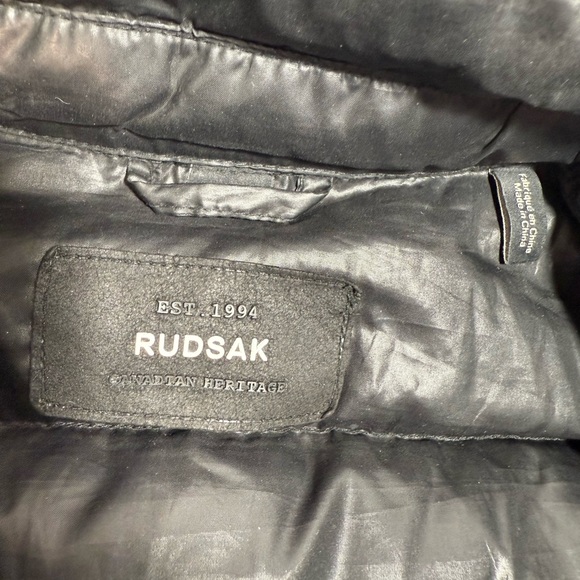 EST. 1994
RUDSAK
CANADIAN HERITAGE
Fabriqué en Chine
Made in China